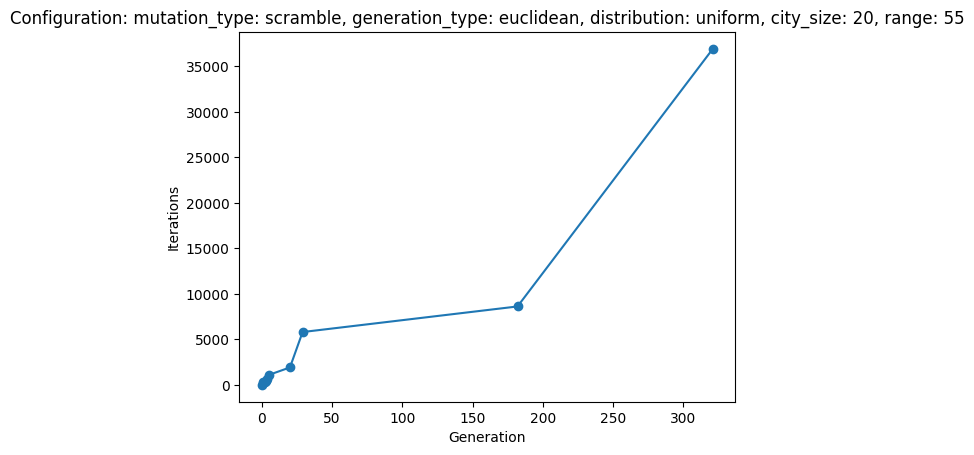 Configuration: mutation_type: scramble, generation_type: euclidean, distribution: uniform, city_size: 20, range: 55
35000
30000
25000
20000
15000
10000
5000
0
Iterations
0 50 100 150 200 250 300
Generation